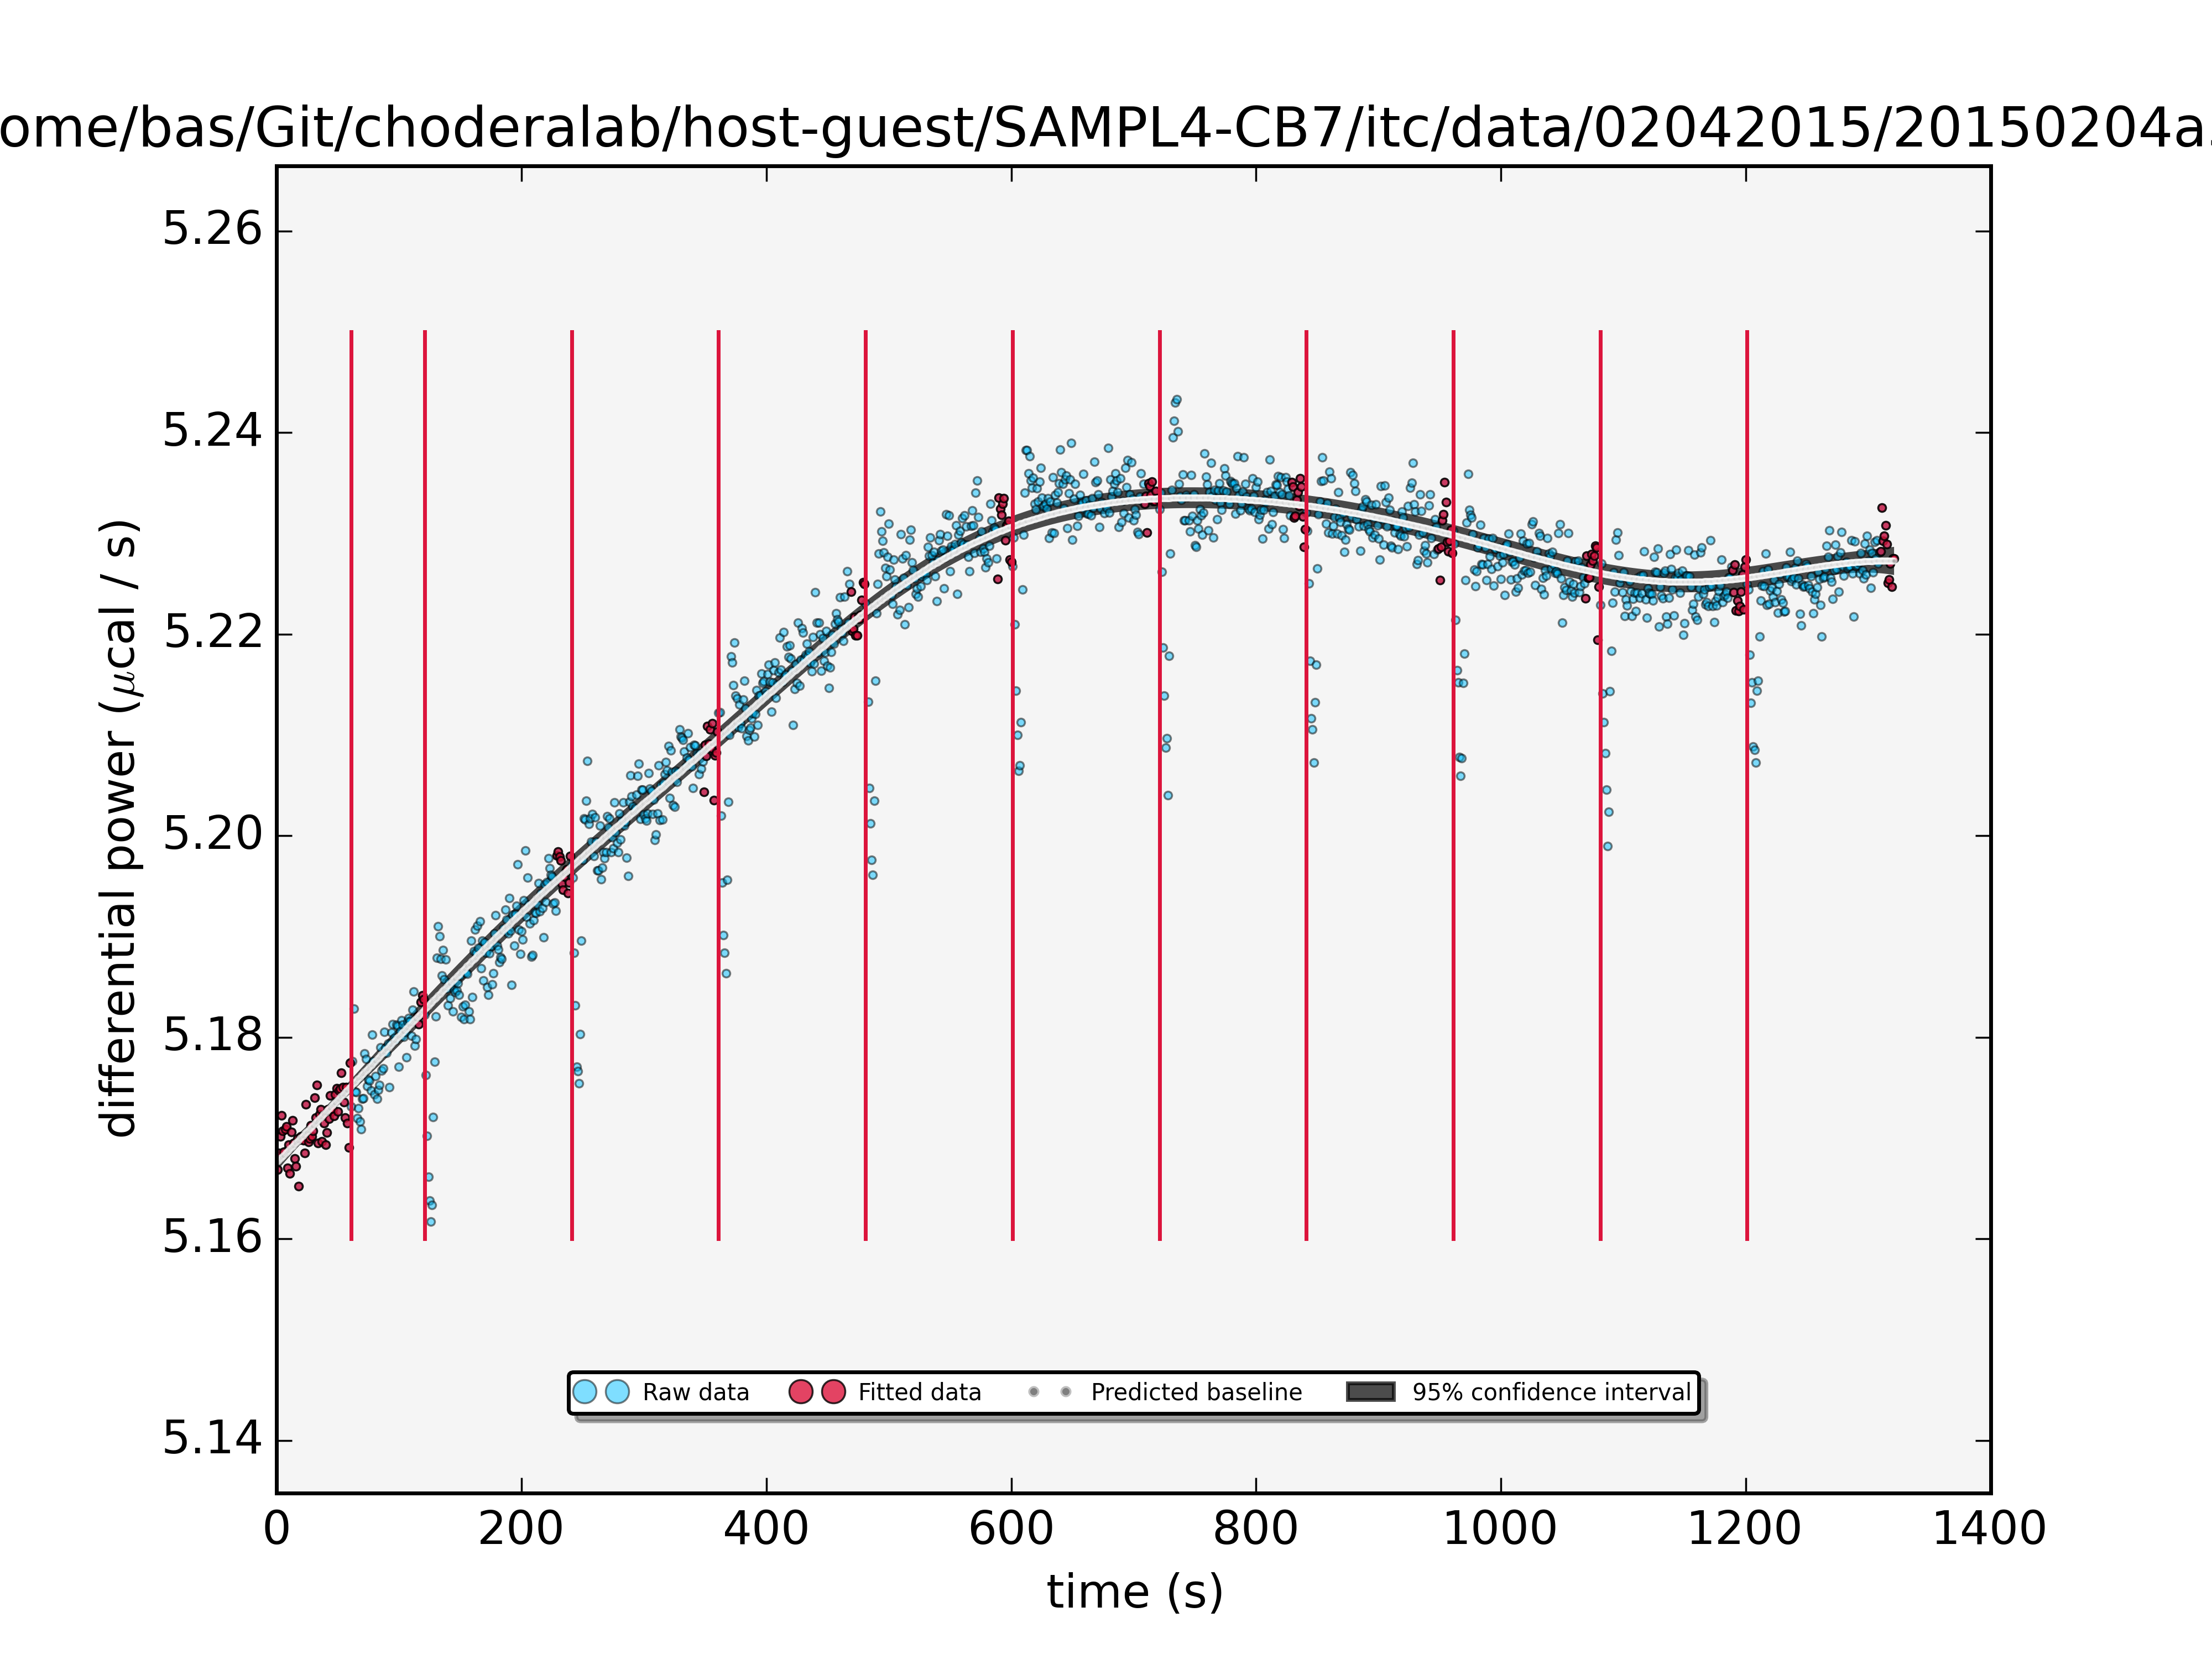 ome/bas/Git/choderalab/host-guest/SAMPL4-CB7/itc/data/02042015/20150204a
5.26
5.24
5.22
5.20
5.18
5.16
5.14
differential power (μcal / s)
Raw data Fitted data Predicted baseline 95% confidence interval
0 200 400 600 800 1000 1200 1400
time (s)